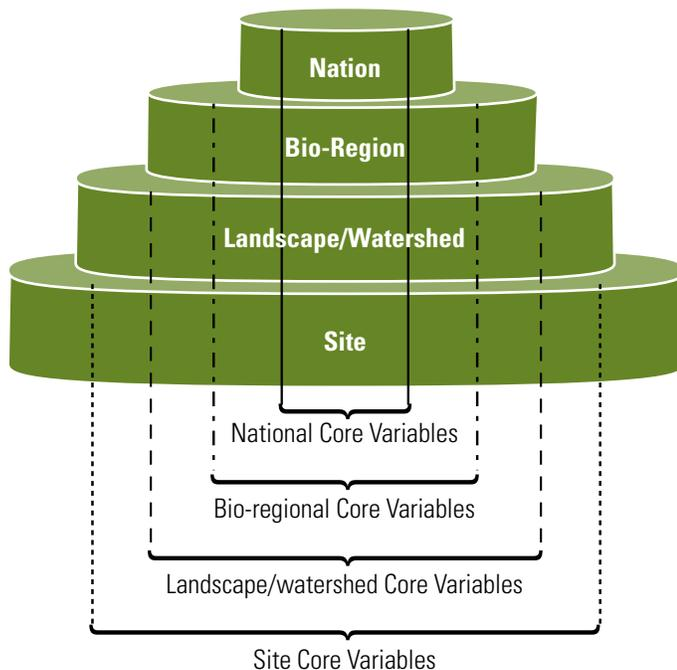 Nation
Bio-Region
Landscape/Watershed
Site
National Core Variables
Bio-regional Core Variables
Landscape/watershed Core Variables
Site Core Variables